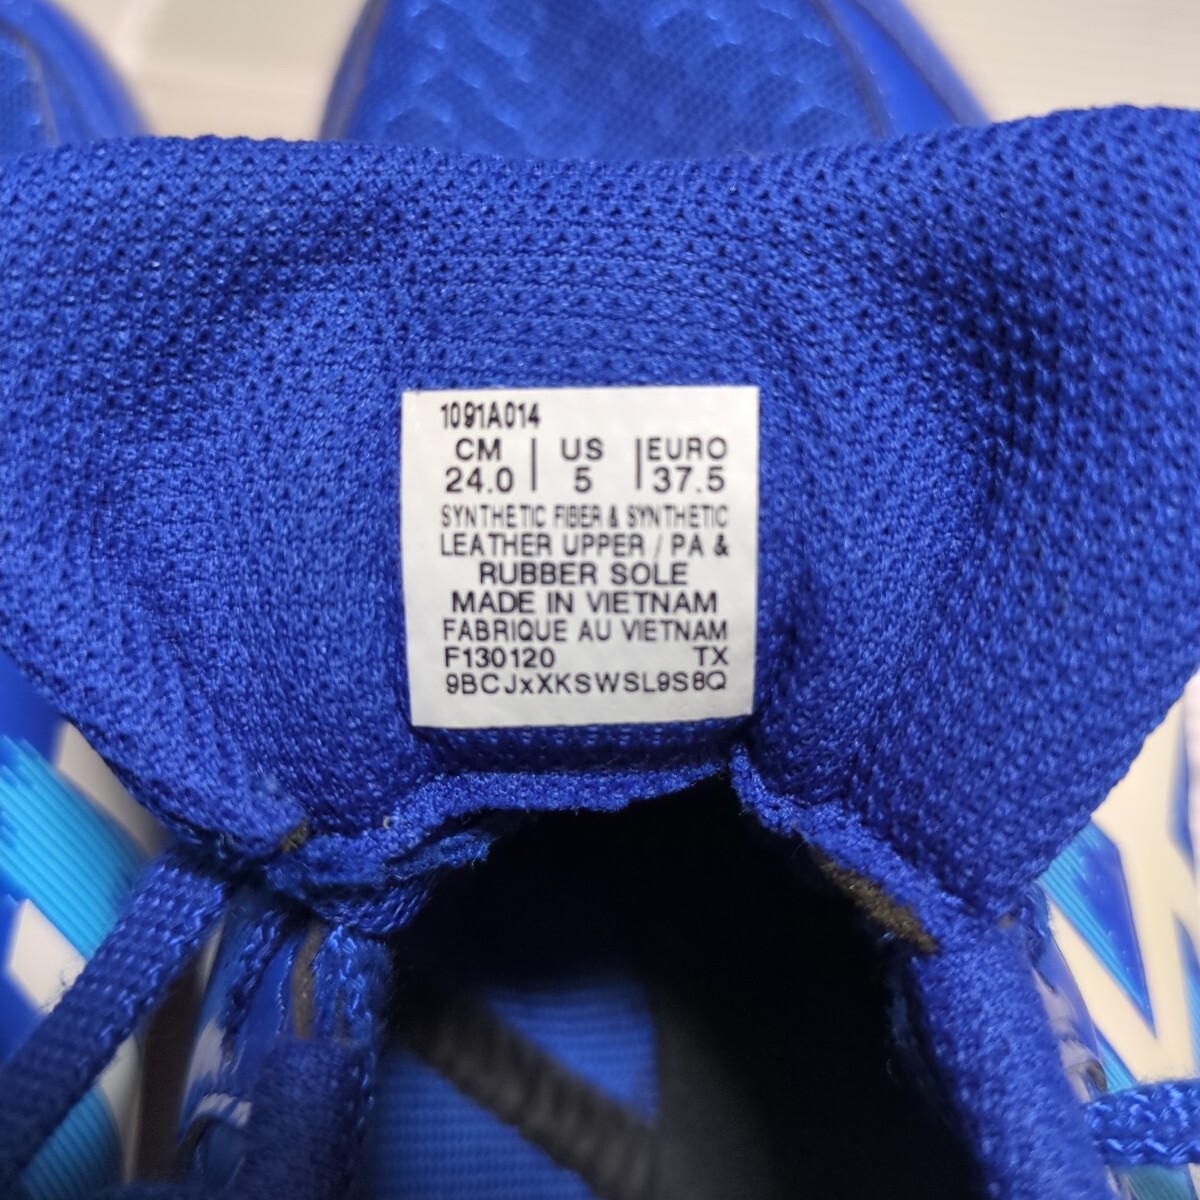 1091A014
CM | US | EURO
24.0 | 5 | 37.5
SYNTHETIC FIBER & SYNTHETIC
LEATHER UPPER / PA &
RUBBER SOLE
MADE IN VIETNAM
FABRIQUE AU VIETNAM
F130120 TX
9BCJxXKSWSL9S8Q